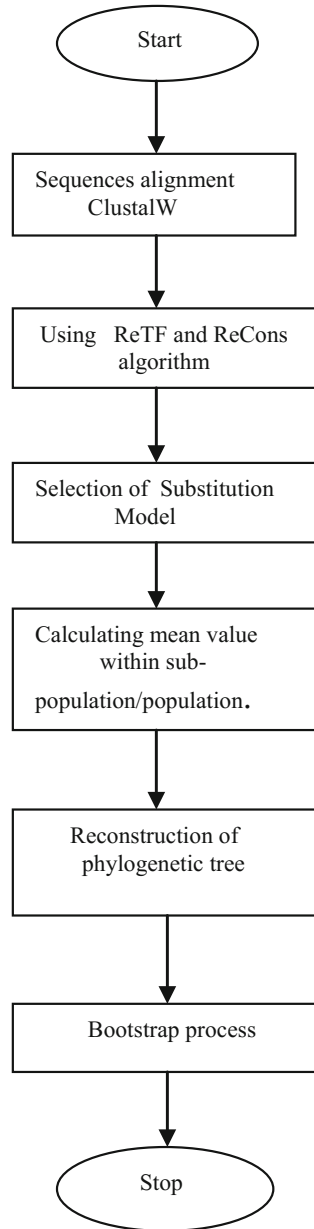 Start
Sequences alignment
ClustalW
Using ReTF and ReCons
algorithm
Selection of Substitution
Model
Calculating mean value
within sub-
population/population.
Reconstruction of
phylogenetic tree
Bootstrap process
Stop